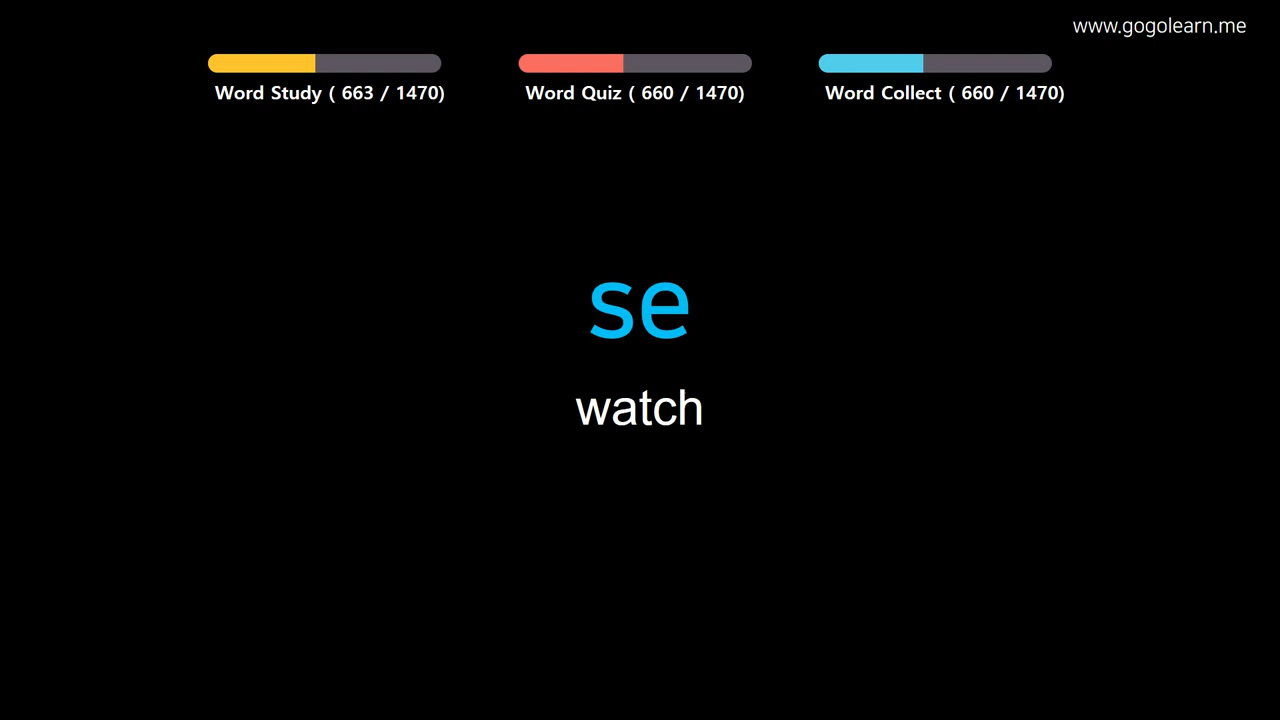 www.gogolearn.me
Word Study ( 663 / 1470)
Word Quiz ( 660 / 1470)
Word Collect ( 660 / 1470)
se
watch